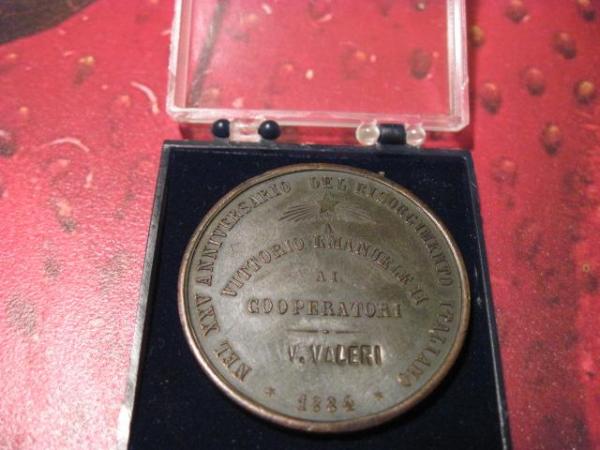 NEL XXV ANNIVERSARIO DEL RISORGIMENTO ITALIANO
A
VITTORIO EMANUELE II
AI
COOPERATORI
V. VALERI
* 1884 *